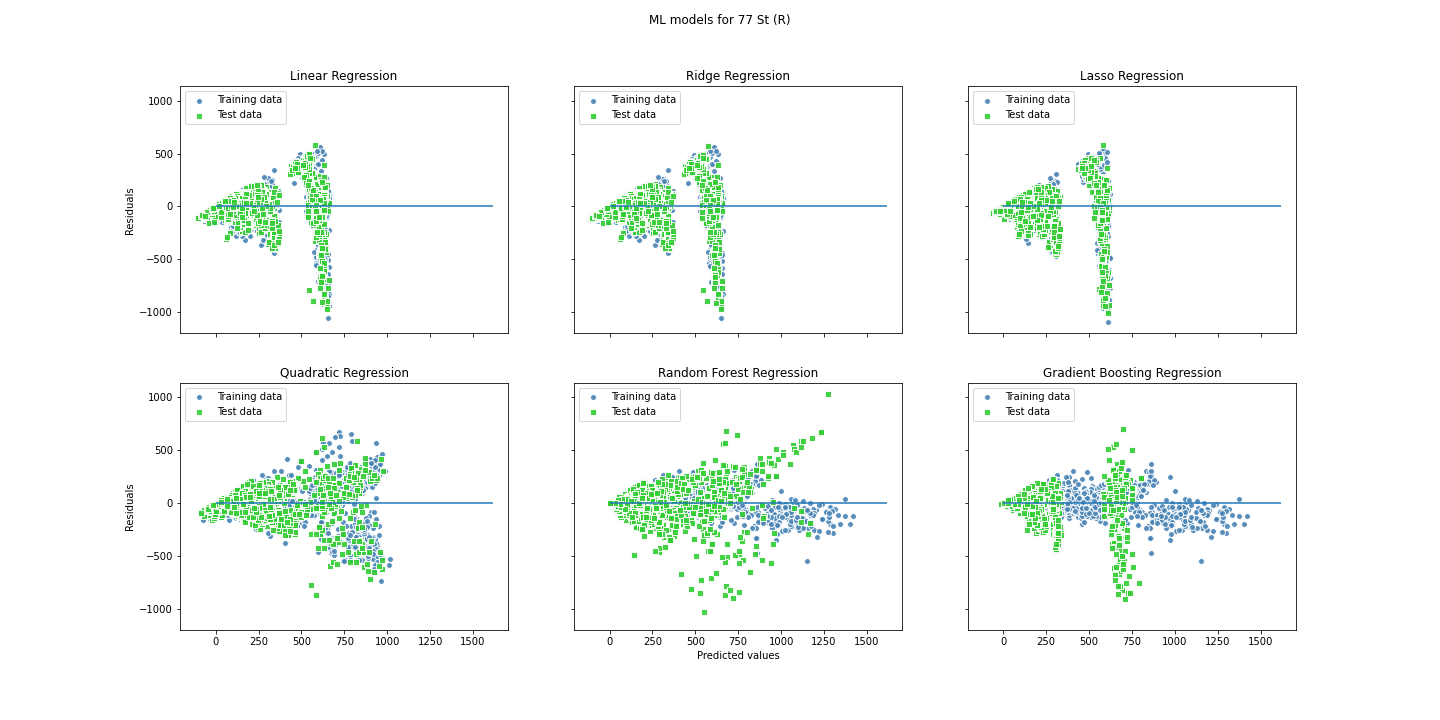 ML models for 77 St (R)
Linear Regression
Ridge Regression
Lasso Regression
Training data
Test data
Training data
Test data
Training data
Test data
1000
500
0
−500
−1000
Residuals
Quadratic Regression
Random Forest Regression
Gradient Boosting Regression
Training data
Test data
Training data
Test data
Training data
Test data
1000
500
0
−500
−1000
Residuals
0 250 500 750 1000 1250 1500
0 250 500 750 1000 1250 1500
0 250 500 750 1000 1250 1500
Predicted values